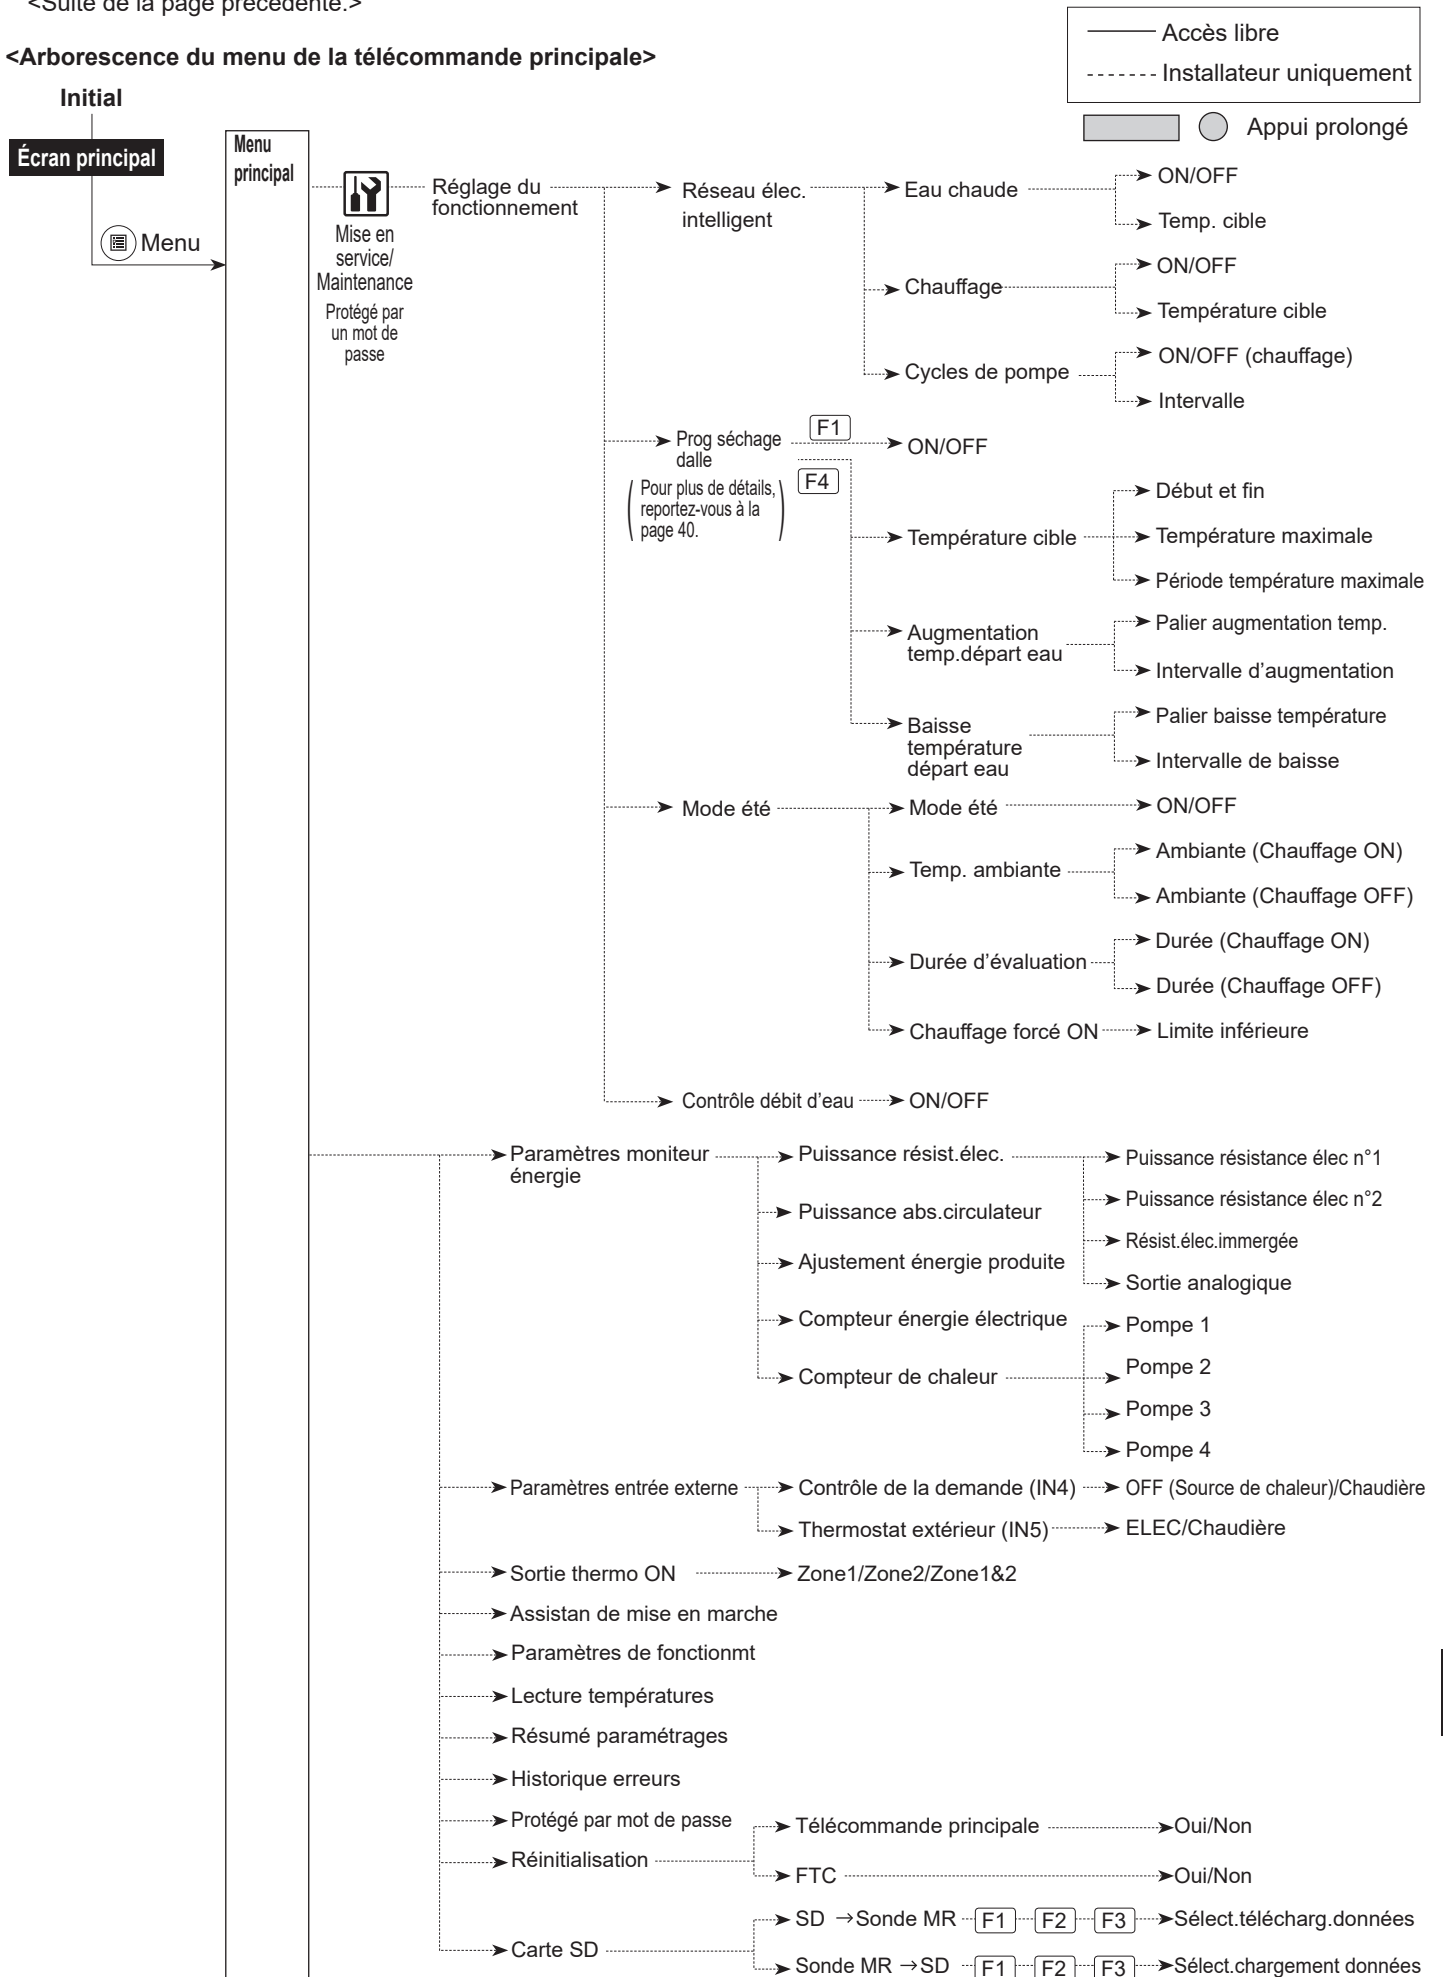 <Suite de la page précédente.>
<Arborescence du menu de la télécommande principale>
Accès libre
Installateur uniquement
Appui prolongé
Initial
Écran principal
Menu
Menu
principal
Mise en
service/
Maintenance
Protégé par
un mot de
passe
Réglage du
fonctionnement
Réseau élec.
intelligent
Eau chaude
ON/OFF
Temp. cible
Chauffage
ON/OFF
Température cible
Cycles de pompe
ON/OFF (chauffage)
Intervalle
Prog séchage
dalle
(Pour plus de détails,
reportez-vous à la
page 40.)
F1
ON/OFF
F4
Température cible
Début et fin
Température maximale
Période température maximale
Augmentation
temp.départ eau
Palier augmentation temp.
Intervalle d'augmentation
Baisse
température
départ eau
Palier baisse température
Intervalle de baisse
Mode été
Mode été
ON/OFF
Temp. ambiante
Ambiante (Chauffage ON)
Ambiante (Chauffage OFF)
Durée d'évaluation
Durée (Chauffage ON)
Durée (Chauffage OFF)
Chauffage forcé ON
Limite inférieure
Contrôle débit d'eau
ON/OFF
Paramètres moniteur
énergie
Puissance résist.élec.
Puissance résistance élec n°1
Puissance résistance élec n°2
Résist.élec.immergée
Sortie analogique
Puissance abs.circulateur
Ajustement énergie produite
Compteur énergie électrique
Compteur de chaleur
Pompe 1
Pompe 2
Pompe 3
Pompe 4
Paramètres entrée externe
Contrôle de la demande (IN4)
OFF (Source de chaleur)/Chaudière
Thermostat extérieur (IN5)
ELEC/Chaudière
Sortie thermo ON
Zone1/Zone2/Zone1&2
Assistan de mise en marche
Paramètres de fonctionmt
Lecture températures
Résumé paramétrages
Historique erreurs
Protégé par mot de passe
Réinitialisation
Télécommande principale
Oui/Non
FTC
Oui/Non
Carte SD
SD →Sonde MR F1 F2 F3 Sélect.télécharg.données
Sonde MR →SD F1 F2 F3 Sélect.chargement données